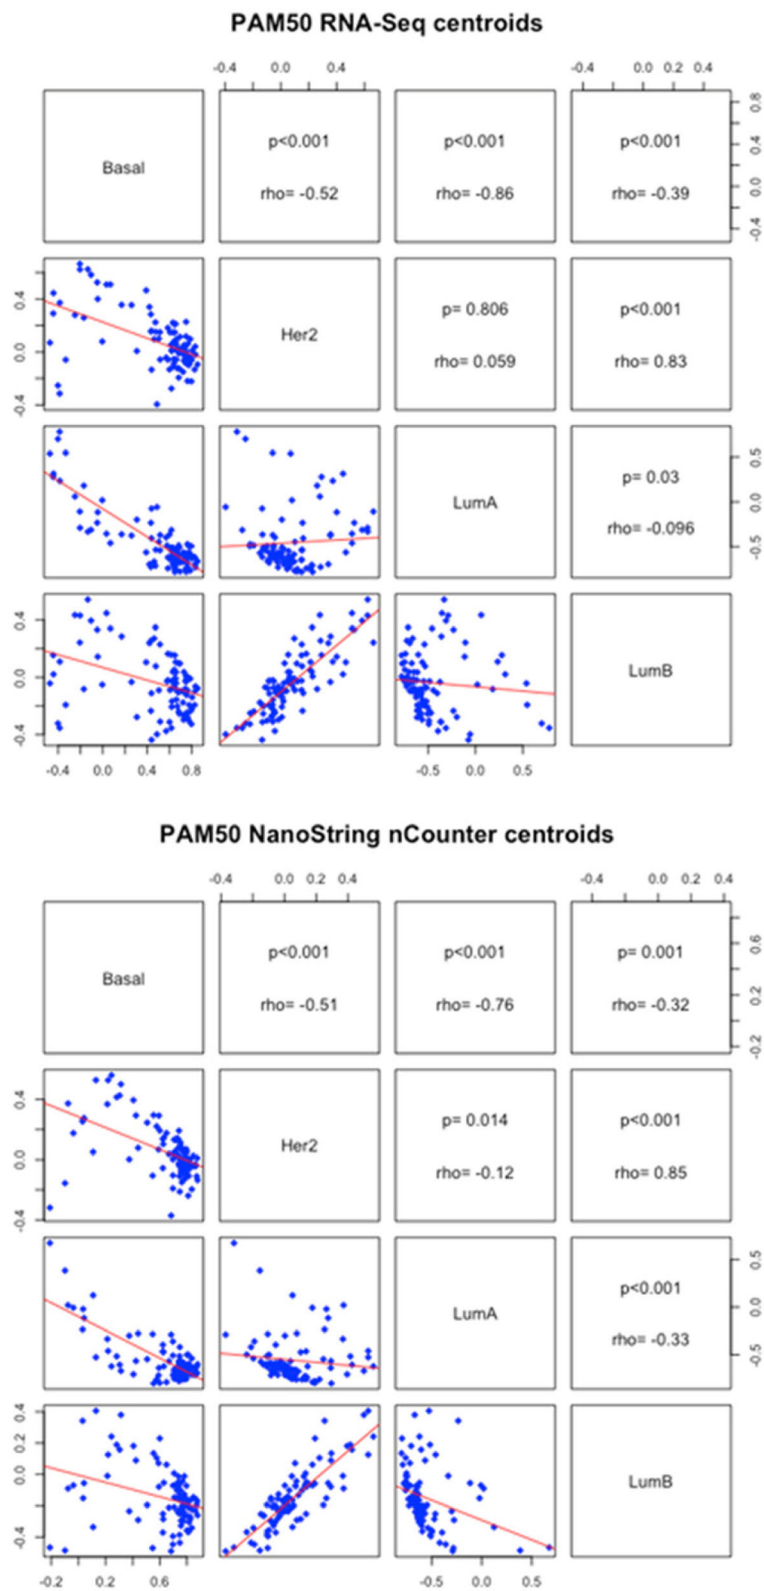 PAM50 RNA-Seq centroids
-0.4 0.0 0.4 -0.4 0.0 0.2 0.4
Basal p<0.001 p<0.001 p<0.001
rho= -0.52 rho= -0.86 rho= -0.39
-0.4 0.0 0.4 0.8
-0.4 0.0 0.4
Her2 p= 0.806 p<0.001
rho= 0.059 rho= 0.83
LumA p= 0.03
rho= -0.096
-0.5 0.0 0.5
-0.4 0.0 0.4
LumB
-0.4 0.0 0.4 0.8 -0.5 0.0 0.5
PAM50 NanoString nCounter centroids
-0.4 0.0 0.2 0.4 -0.4 0.0 0.2 0.4
Basal p<0.001 p<0.001 p= 0.001
rho= -0.51 rho= -0.76 rho= -0.32
-0.2 0.2 0.6
-0.4 0.0 0.4
Her2 p= 0.014 p<0.001
rho= -0.12 rho= 0.85
LumA p<0.001
rho= -0.33
-0.5 0.0 0.5
-0.4 0.0 0.2 0.4
LumB
-0.2 0.2 0.6 -0.5 0.0 0.5